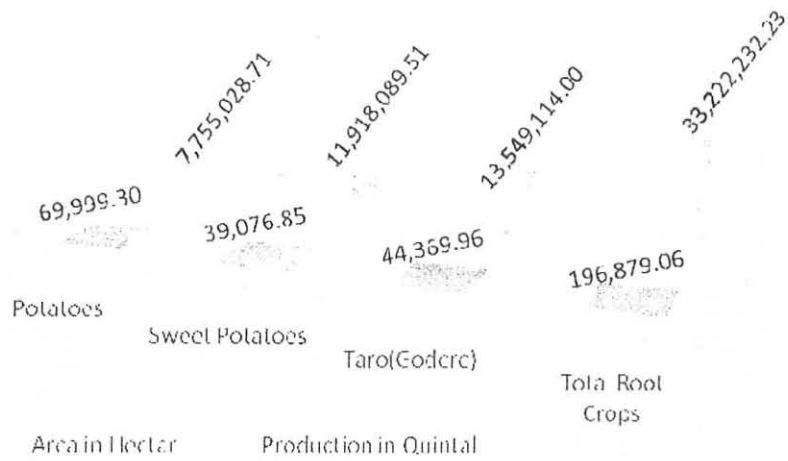 7,755,028.71
11,918,089.51
13,549,114.00
33,222,232.23
69,999.30
39,076.85
44,369.96
196,879.06
Potatoes
Sweet Potatoes
Taro(Godere)
Total Root
Crops
Area in Hectar
Production in Quintal